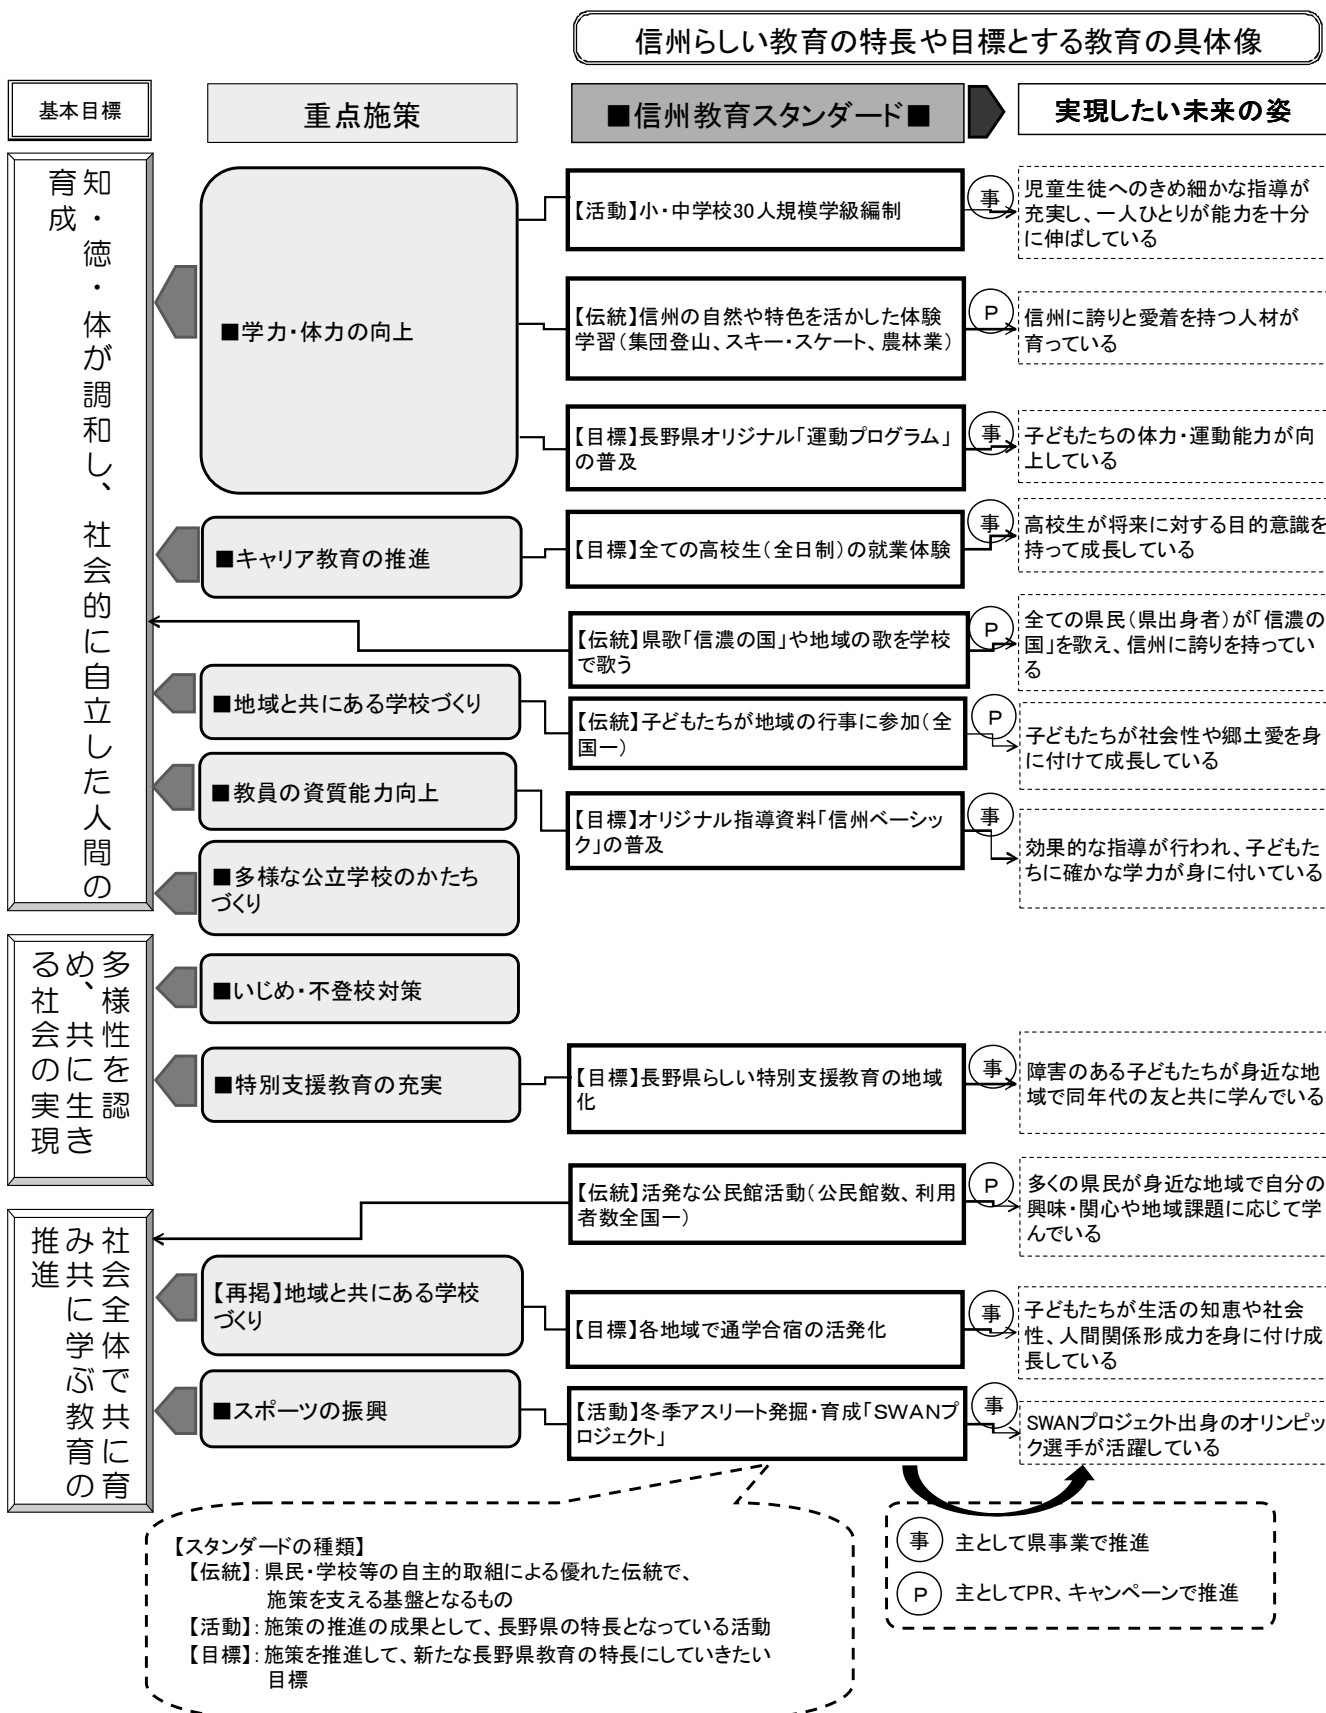 信州らしい教育の特長や目標とする教育の具体像
基本目標
重点施策
■信州教育スタンダード■
実現したい未来の姿
知・徳・体が調和し、社会的に自立した人間の
育成
■学力・体力の向上
【活動】小・中学校30人規模学級編制
事
児童生徒へのきめ細かな指導が
充実し、一人ひとりが能力を十分
に伸ばしている
【伝統】信州の自然や特色を活かした体験
学習（集団登山、スキー・スケート、農林業）
P
信州に誇りと愛着を持つ人材が
育っている
【目標】長野県オリジナル「運動プログラム」
の普及
事
子どもたちの体力・運動能力が向
上している
■キャリア教育の推進
【目標】全ての高校生（全日制）の就業体験
事
高校生が将来に対する目的意識を
持って成長している
【伝統】県歌「信濃の国」や地域の歌を学校
で歌う
P
全ての県民（県出身者）が「信濃の
国」を歌え、信州に誇りを持ってい
る
■地域と共にある学校づくり
【伝統】子どもたちが地域の行事に参加（全
国一）
P
子どもたちが社会性や郷土愛を身
に付けて成長している
■教員の資質能力向上
【目標】オリジナル指導資料「信州ベーシッ
ク」の普及
事
効果的な指導が行われ、子どもた
ちに確かな学力が身に付いている
■多様な公立学校のかたち
づくり
多様性を認
め、共に生き
る社会の実現
■いじめ・不登校対策
■特別支援教育の充実
【目標】長野県らしい特別支援教育の地域
化
事
障害のある子どもたちが身近な地
域で同年代の友と共に学んでいる
社会全体で共に育
み共に学ぶ教育の
推進
【伝統】活発な公民館活動（公民館数、利用
者数全国一）
P
多くの県民が身近な地域で自分の
興味・関心や地域課題に応じて学
んでいる
【再掲】地域と共にある学校
づくり
【目標】各地域で通学合宿の活発化
事
子どもたちが生活の知恵や社会
性、人間関係形成力を身に付け成
長している
■スポーツの振興
【活動】冬季アスリート発掘・育成「SWANプ
ロジェクト」
事
SWANプロジェクト出身のオリンピッ
ク選手が活躍している
【スタンダードの種類】
【伝統】：県民・学校等の自主的取組による優れた伝統で、
施策を支える基盤となるもの
【活動】：施策の推進の成果として、長野県の特長となっている活動
【目標】：施策を推進して、新たな長野県教育の特長にしていきたい
目標
事 主として県事業で推進
P 主としてPR、キャンペーンで推進